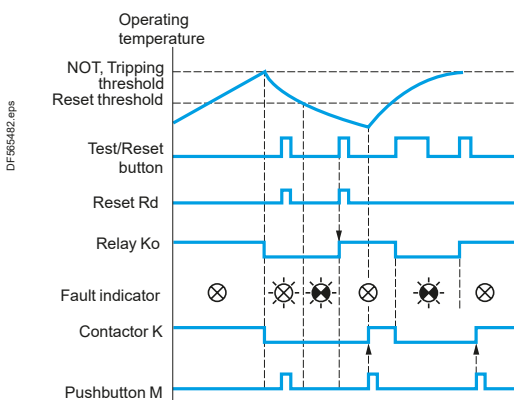 Operating
temperature
NOT, Tripping
threshold
Reset threshold
DF565482.eps
Test/Reset
button
Reset Rd
Relay Ko
Fault indicator
Contactor K
Pushbutton M